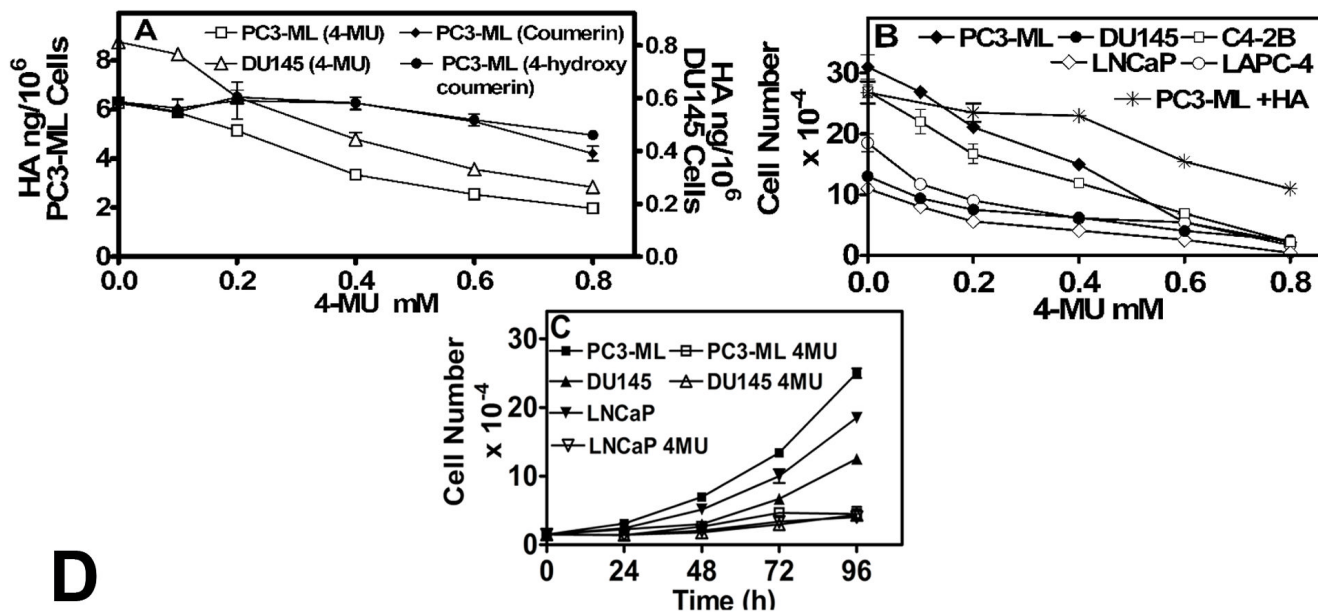 A
PC3-ML (4-MU)
PC3-ML (Coumerin)
DU145 (4-MU)
PC3-ML (4-hydroxy
coumerin)
HA ng/10^6
PC3-ML Cells
8
6
4
2
0.8
0.6
0.4
0.2
0.0
HA ng/10^6
DU145 Cells
0.0 0.2 0.4 0.6 0.8
4-MU mM
B
PC3-ML DU145 C4-2B
LNCaP LAPC-4
PC3-ML +HA
Cell Number
x 10^-4
30
20
10
0
0.0 0.2 0.4 0.6 0.8
4-MU mM
C
PC3-ML PC3-ML 4MU
DU145 DU145 4MU
LNCaP
LNCaP 4MU
Cell Number
x 10^-4
30
20
10
0
0 24 48 72 96
Time (h)
D